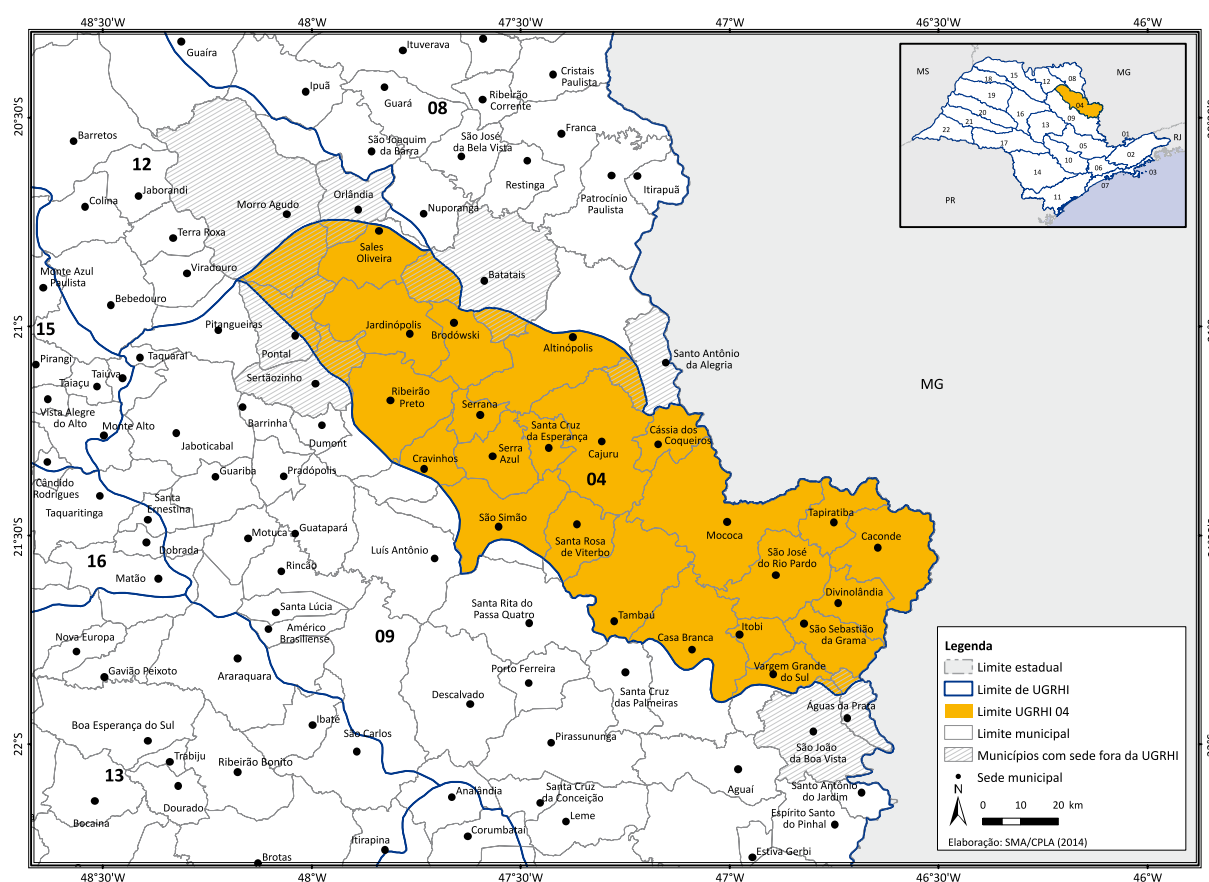 48°30'W
48°W
47°30'W
47°W
46°30'W
46°W
20°30'S
21°S
21°30'S
22°S
Guaíra
Ituverava
Ipuã
Guará
08
Cristais
Paulista
Ribeirão
Corrente
Barretos
12
São Joaquim
da Barra
São José
da Bela Vista
Franca
Colína
Jaborandi
Morro Agudo
Orlândia
Nuporanga
Restinga
Patrocínio
Paulista
Itirapuã
Terra Roxa
Viradouro
Sales
Oliveira
Batatais
Monte Azul
Paulista
Bebedouro
15
Pitangueiras
Pontal
Jardinópolis
Brodówski
Altinópolis
Santo Antônio
da Alegria
Pirangi
Taquaral
Taiúva
Taiaçu
Sertãozinho
Vista Alegre
do Alto
Monte Alto
Jaboticabal
Barrinha
Dumont
Ribeirão
Preto
Serrana
Santa Cruz
da Esperança
Cássia dos
Coqueiros
Cajuru
Serra
Azul
Cravinhos
04
Cândido
Rodrigues
Taquaritinga
Santa
Ernestina
Guariba
Pradópolis
São Simão
Santa Rosa
de Viterbo
Mococa
Tapiratiba
Caconde
16
Dobrada
Motuca
Guatapará
Luís Antônio
São José
do Rio Pardo
Matão
Rincão
Divinolândia
Santa Lúcia
Américo
Brasiliense
09
Santa Rita do
Passa Quatro
Tambaú
Casa Branca
Itobi
São Sebastião
da Grama
Nova Europa
Gavião Peixoto
Araraquara
Porto Ferreira
Vargem Grande
do Sul
Descalvado
Santa Cruz
das Palmeiras
Boa Esperança do Sul
Ibaté
São Carlos
Pirassununga
Águas da Prata
São João
da Boa Vista
13
Trabiju
Ribeirão Bonito
Dourado
Bocaina
Analândia
Santa Cruz
da Conceição
Leme
Aguaí
Santo Antônio
do Jardim
Espírito Santo
do Pinhal
Itirapina
Corumbataí
Brotas
Estiva Gerbi
MG
MS
MG
PR
RJ
18
15
12
08
19
04
20
16
09
21
13
22
17
05
01
10
02
14
06
03
07
11
Legenda
Limite estadual
Limite de UGRHI
Limite UGRHI 04
Limite municipal
Municípios com sede fora da UGRHI
Sede municipal
N
0 10 20 km
Elaboração: SMA/CPLA (2014)
48°30'W
48°W
47°30'W
47°W
46°30'W
46°W